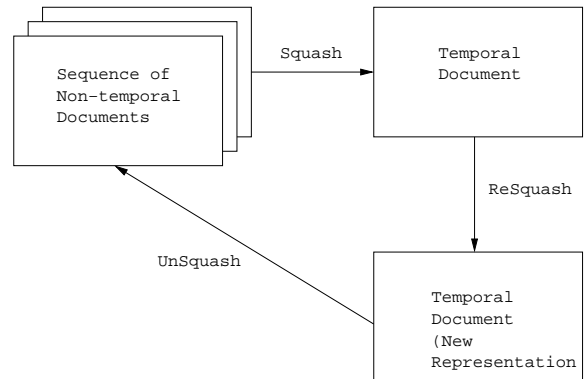 Sequence of
Non-temporal
Documents
Squash
Temporal
Document
ReSquash
UnSquash
Temporal
Document
(New
Representation